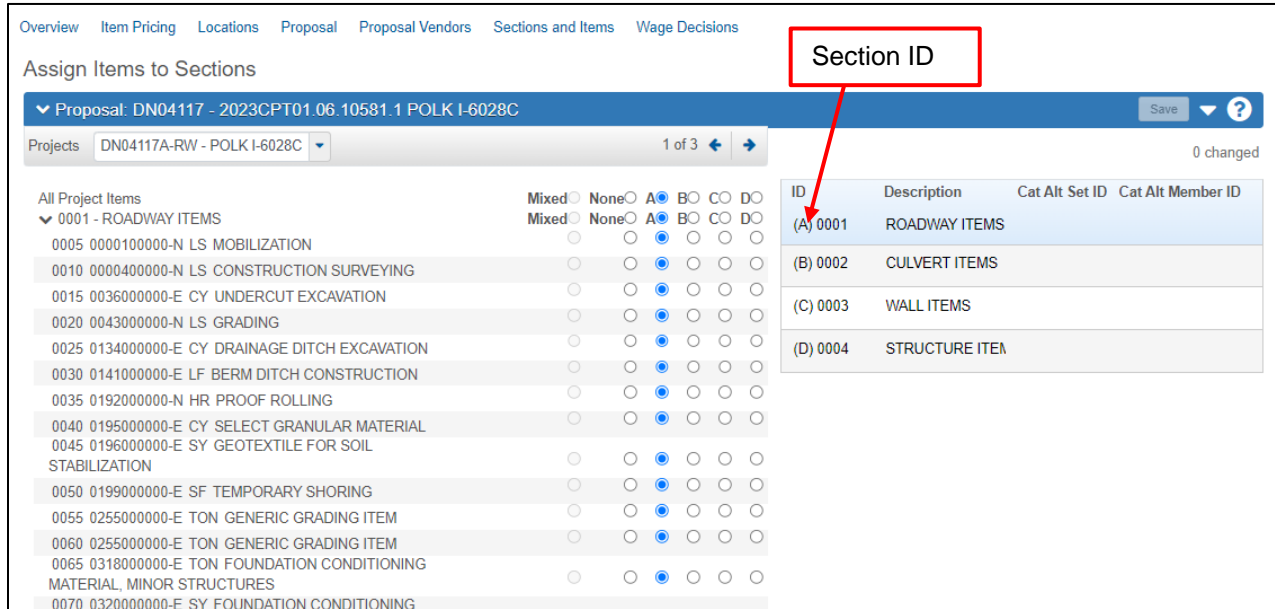 Overview Item Pricing Locations Proposal Proposal Vendors Sections and Items Wage Decisions
Section ID
Assign Items to Sections
Proposal: DN04117 - 2023CPT01.06.10581.1 POLK I-6028C Save ?
Projects DN04117A-RW - POLK I-6028C 1 of 3
0 changed
All Project Items Mixed None A B C D
0001 - ROADWAY ITEMS Mixed None A B C D
0005 0000100000-N LS MOBILIZATION
0010 0000400000-N LS CONSTRUCTION SURVEYING
0015 0036000000-E CY UNDERCUT EXCAVATION
0020 0043000000-N LS GRADING
0025 0134000000-E CY DRAINAGE DITCH EXCAVATION
0030 0141000000-E LF BERM DITCH CONSTRUCTION
0035 0192000000-N HR PROOF ROLLING
0040 0195000000-E CY SELECT GRANULAR MATERIAL
0045 0196000000-E SY GEOTEXTILE FOR SOIL
STABILIZATION
0050 0199000000-E SF TEMPORARY SHORING
0055 0255000000-E TON GENERIC GRADING ITEM
0060 0255000000-E TON GENERIC GRADING ITEM
0065 0318000000-E TON FOUNDATION CONDITIONING
MATERIAL, MINOR STRUCTURES
0070 0320000000-E SY FOUNDATION CONDITIONING
ID Description Cat Alt Set ID Cat Alt Member ID
(A) 0001 ROADWAY ITEMS
(B) 0002 CULVERT ITEMS
(C) 0003 WALL ITEMS
(D) 0004 STRUCTURE ITEM